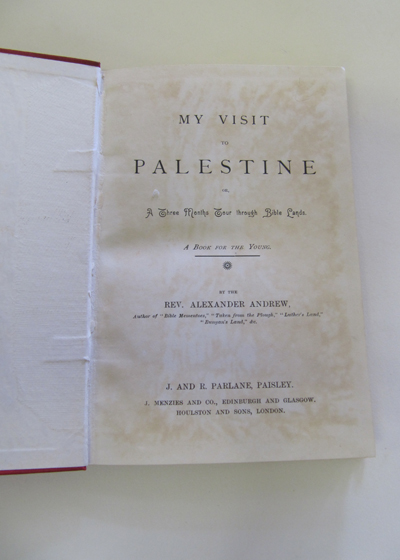 MY VISIT
TO
PALESTINE
OR,
A Three Months Tour through Bible Lands.
A BOOK FOR THE YOUNG.
BY THE
REV. ALEXANDER ANDREW,
Author of "Bible Mementoes," "Taken from the Plough," "Luther's Land,"
"Bunyan's Land," &c.
J. AND R. PARLANE, PAISLEY.
J. MENZIES AND CO., EDINBURGH AND GLASGOW,
HOULSTON AND SONS, LONDON.